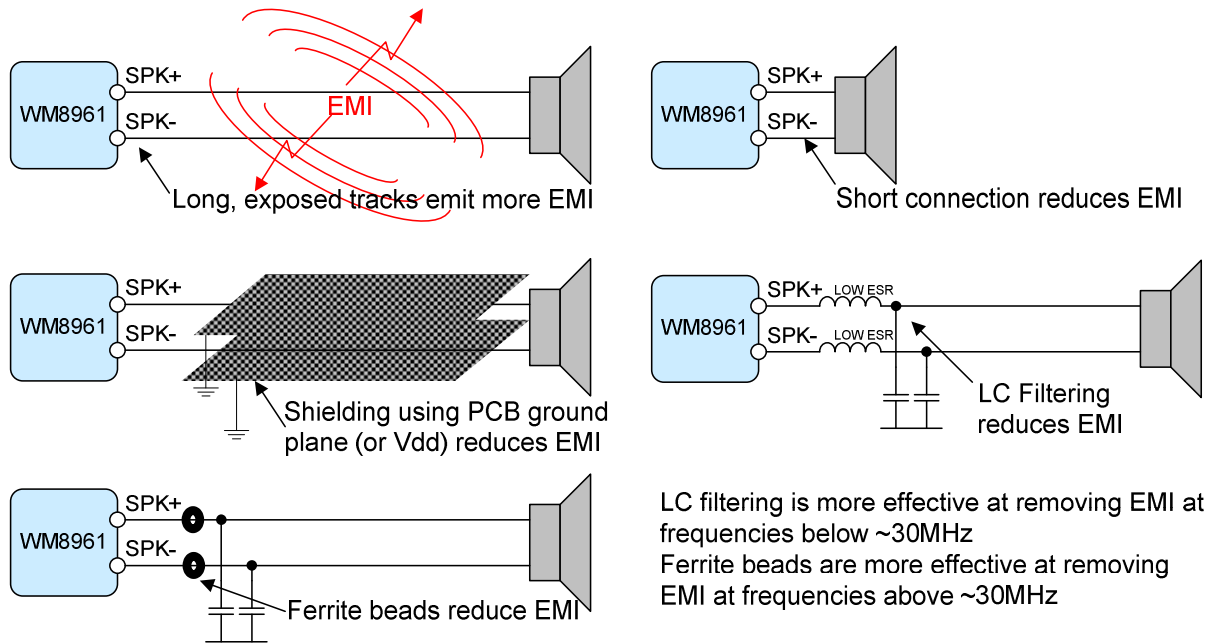 SPK+
WM8961
EMI
SPK-
Long, exposed tracks emit more EMI
SPK+
WM8961
SPK-
Short connection reduces EMI
SPK+
WM8961
SPK-
Shielding using PCB ground
plane (or Vdd) reduces EMI
SPK+
LOW ESR
WM8961
SPK-
LOW ESR
LC Filtering
reduces EMI
SPK+
WM8961
SPK-
Ferrite beads reduce EMI
LC filtering is more effective at removing EMI at
frequencies below ~30MHz
Ferrite beads are more effective at removing
EMI at frequencies above ~30MHz